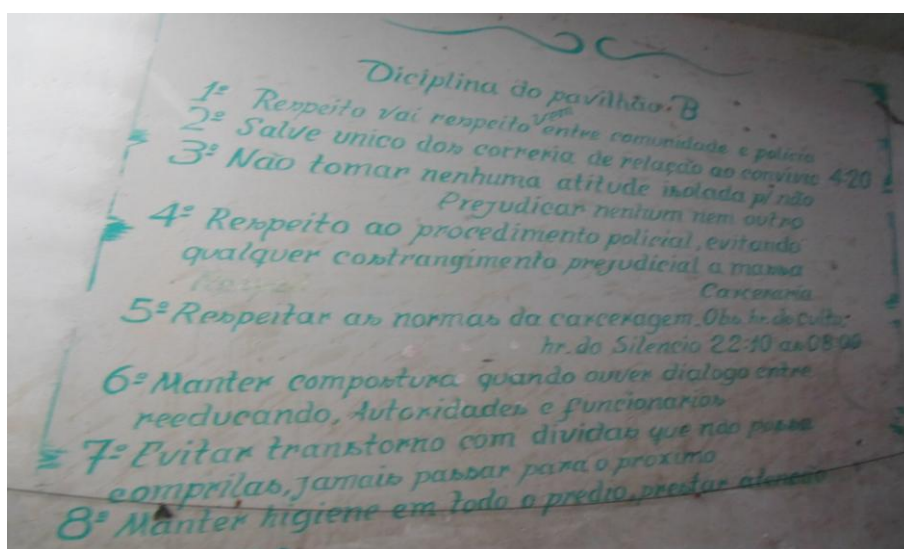 Diciplina do pavilhão: B
1º Respeito vai respeito vem entre comunidade e policia
2º Salve unico dos correria de relação ao convivio 4:20
3º Não tomar nenhuma atitude isolada p/ não
Prejudicar nenhum nem outro
4º Respeito ao procedimento policial, evitando
qualquer costrangimento prejudicial a massa
Carceraria
5º Respeitar as normas da carceragem. Obs hr. do Culto:
hr. do Silencio 22:10 as 08:00
6º Manter compostura quando ouver dialogo entre
reeducando, Autoridades e funcionarios
7º Evitar transtorno com dividas que não possa
comprilas, jamais passar para o proximo
8º Manter higiene em todo o predio, prestar atenção